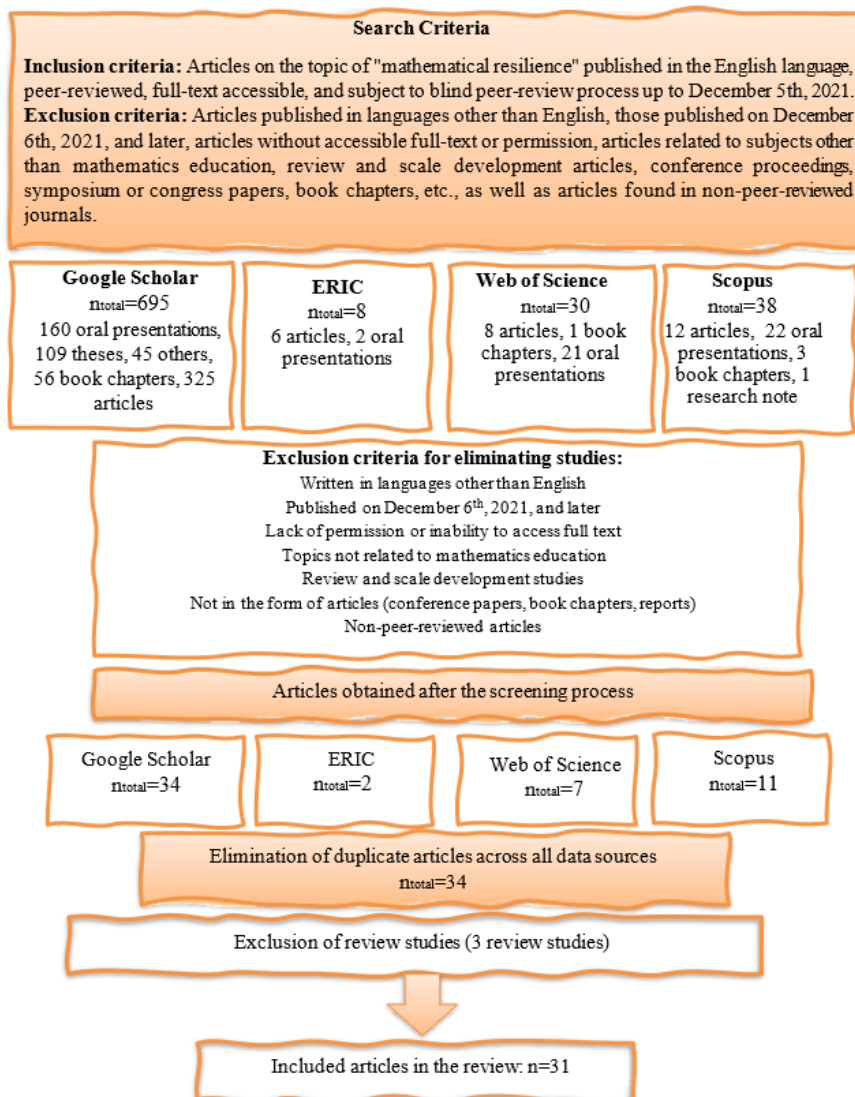 Search Criteria
Inclusion criteria: Articles on the topic of "mathematical resilience" published in the English language,
peer-reviewed, full-text accessible, and subject to blind peer-review process up to December 5th, 2021.
Exclusion criteria: Articles published in languages other than English, those published on December
6th, 2021, and later, articles without accessible full-text or permission, articles related to subjects other
than mathematics education, review and scale development articles, conference proceedings,
symposium or congress papers, book chapters, etc., as well as articles found in non-peer-reviewed
journals.
Google Scholar
ntotal=695
160 oral presentations,
109 theses, 45 others,
56 book chapters, 325
articles
ERIC
ntotal=8
6 articles, 2 oral
presentations
Web of Science
ntotal=30
8 articles, 1 book
chapters, 21 oral
presentations
Scopus
ntotal=38
12 articles, 22 oral
presentations, 3
book chapters, 1
research note
Exclusion criteria for eliminating studies:
Written in languages other than English
Published on December 6th, 2021, and later
Lack of permission or inability to access full text
Topics not related to mathematics education
Review and scale development studies
Not in the form of articles (conference papers, book chapters, reports)
Non-peer-reviewed articles
Articles obtained after the screening process
Google Scholar
ntotal=34
ERIC
ntotal=2
Web of Science
ntotal=7
Scopus
ntotal=11
Elimination of duplicate articles across all data sources
ntotal=34
Exclusion of review studies (3 review studies)
Included articles in the review: n=31